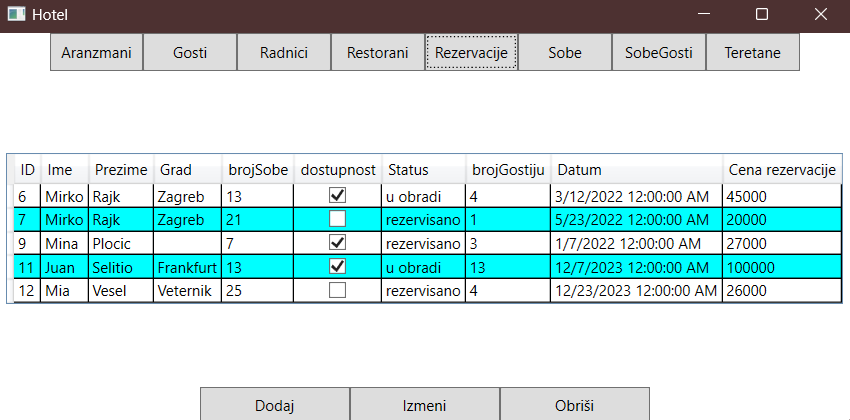 Hotel
Aranzmani Gosti Radnici Restorani Rezervacije Sobe SobeGosti Teretane
ID Ime Prezime Grad brojSobe dostupnost Status brojGostiju Datum Cena rezervacije
6 Mirko Rajk Zagreb 13 u obradi 4 3/12/2022 12:00:00 AM 45000
7 Mirko Rajk Zagreb 21 rezervisano 1 5/23/2022 12:00:00 AM 20000
9 Mina Plocic 7 rezervisano 3 1/7/2022 12:00:00 AM 27000
11 Juan Selitio Frankfurt 13 u obradi 13 12/7/2023 12:00:00 AM 100000
12 Mia Vesel Veternik 25 rezervisano 4 12/23/2023 12:00:00 AM 26000
Dodaj Izmeni Obriši